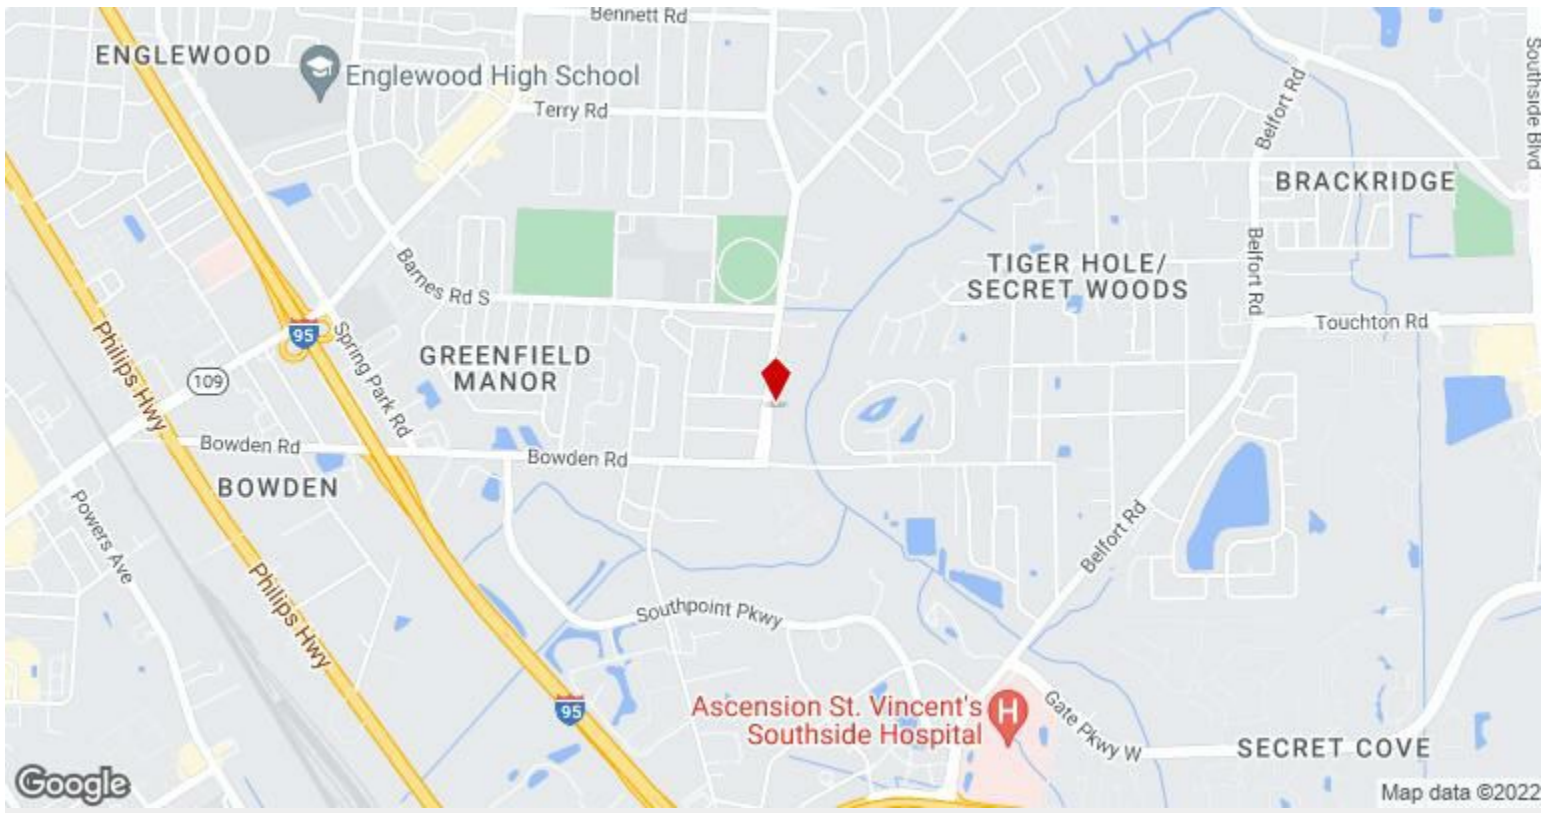 Bennett Rd
ENGLEWOOD
Englewood High School
Terry Rd
Southside Blvd
Belfort Rd
BRACKRIDGE
Barnes Rd S
TIGER HOLE/
SECRET WOODS
Belfort Rd
Touchton Rd
95
Philips Hwy
Spring Park Rd
GREENFIELD
MANOR
109
Bowden Rd
Bowden Rd
BOWDEN
Powers Ave
Belfort Rd
Philips Hwy
Southpoint Pkwy
95
Ascension St. Vincent's
Southside Hospital
H
Gate Pkwy W
SECRET COVE
Google
Map data ©2022